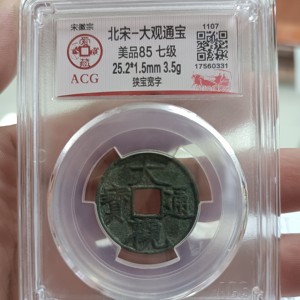 宋徽宗
ACG
北宋-大观通宝
美品85 七级
25.2*1.5mm 3.5g
狭宝宽字
1107
17560331
大觀通寶